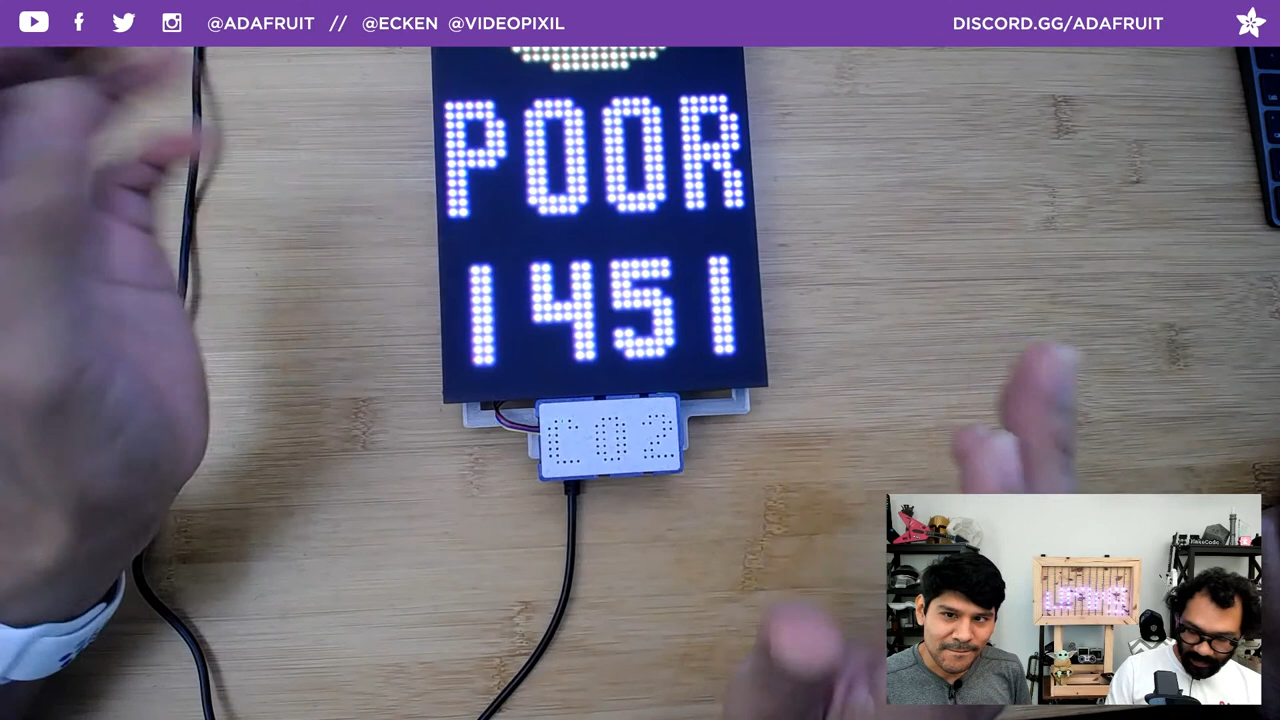 @ADAFRUIT // @ECKEN @VIDEOPIXIL
DISCORD.GG/ADAFRUIT
POOR
1451
CO2